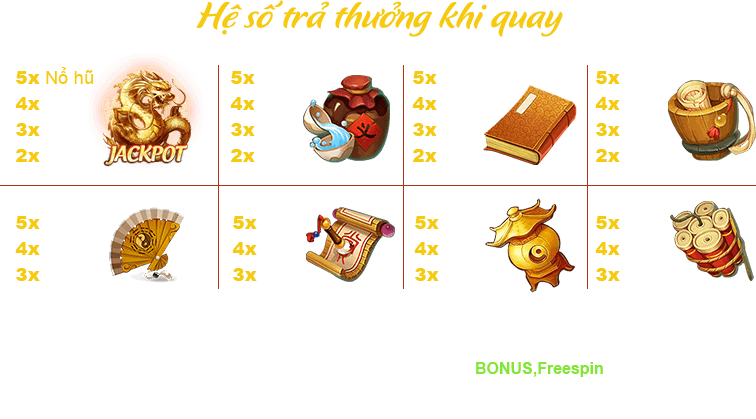 Hệ số trả thưởng khi quay
5x Nổ hũ
4x
3x
2x
JACKPOT
5x
4x
3x
2x
5x
4x
3x
2x
5x
4x
3x
2x
5x
4x
3x
5x
4x
3x
5x
4x
3x
5x
4x
3x
BONUS,Freespin